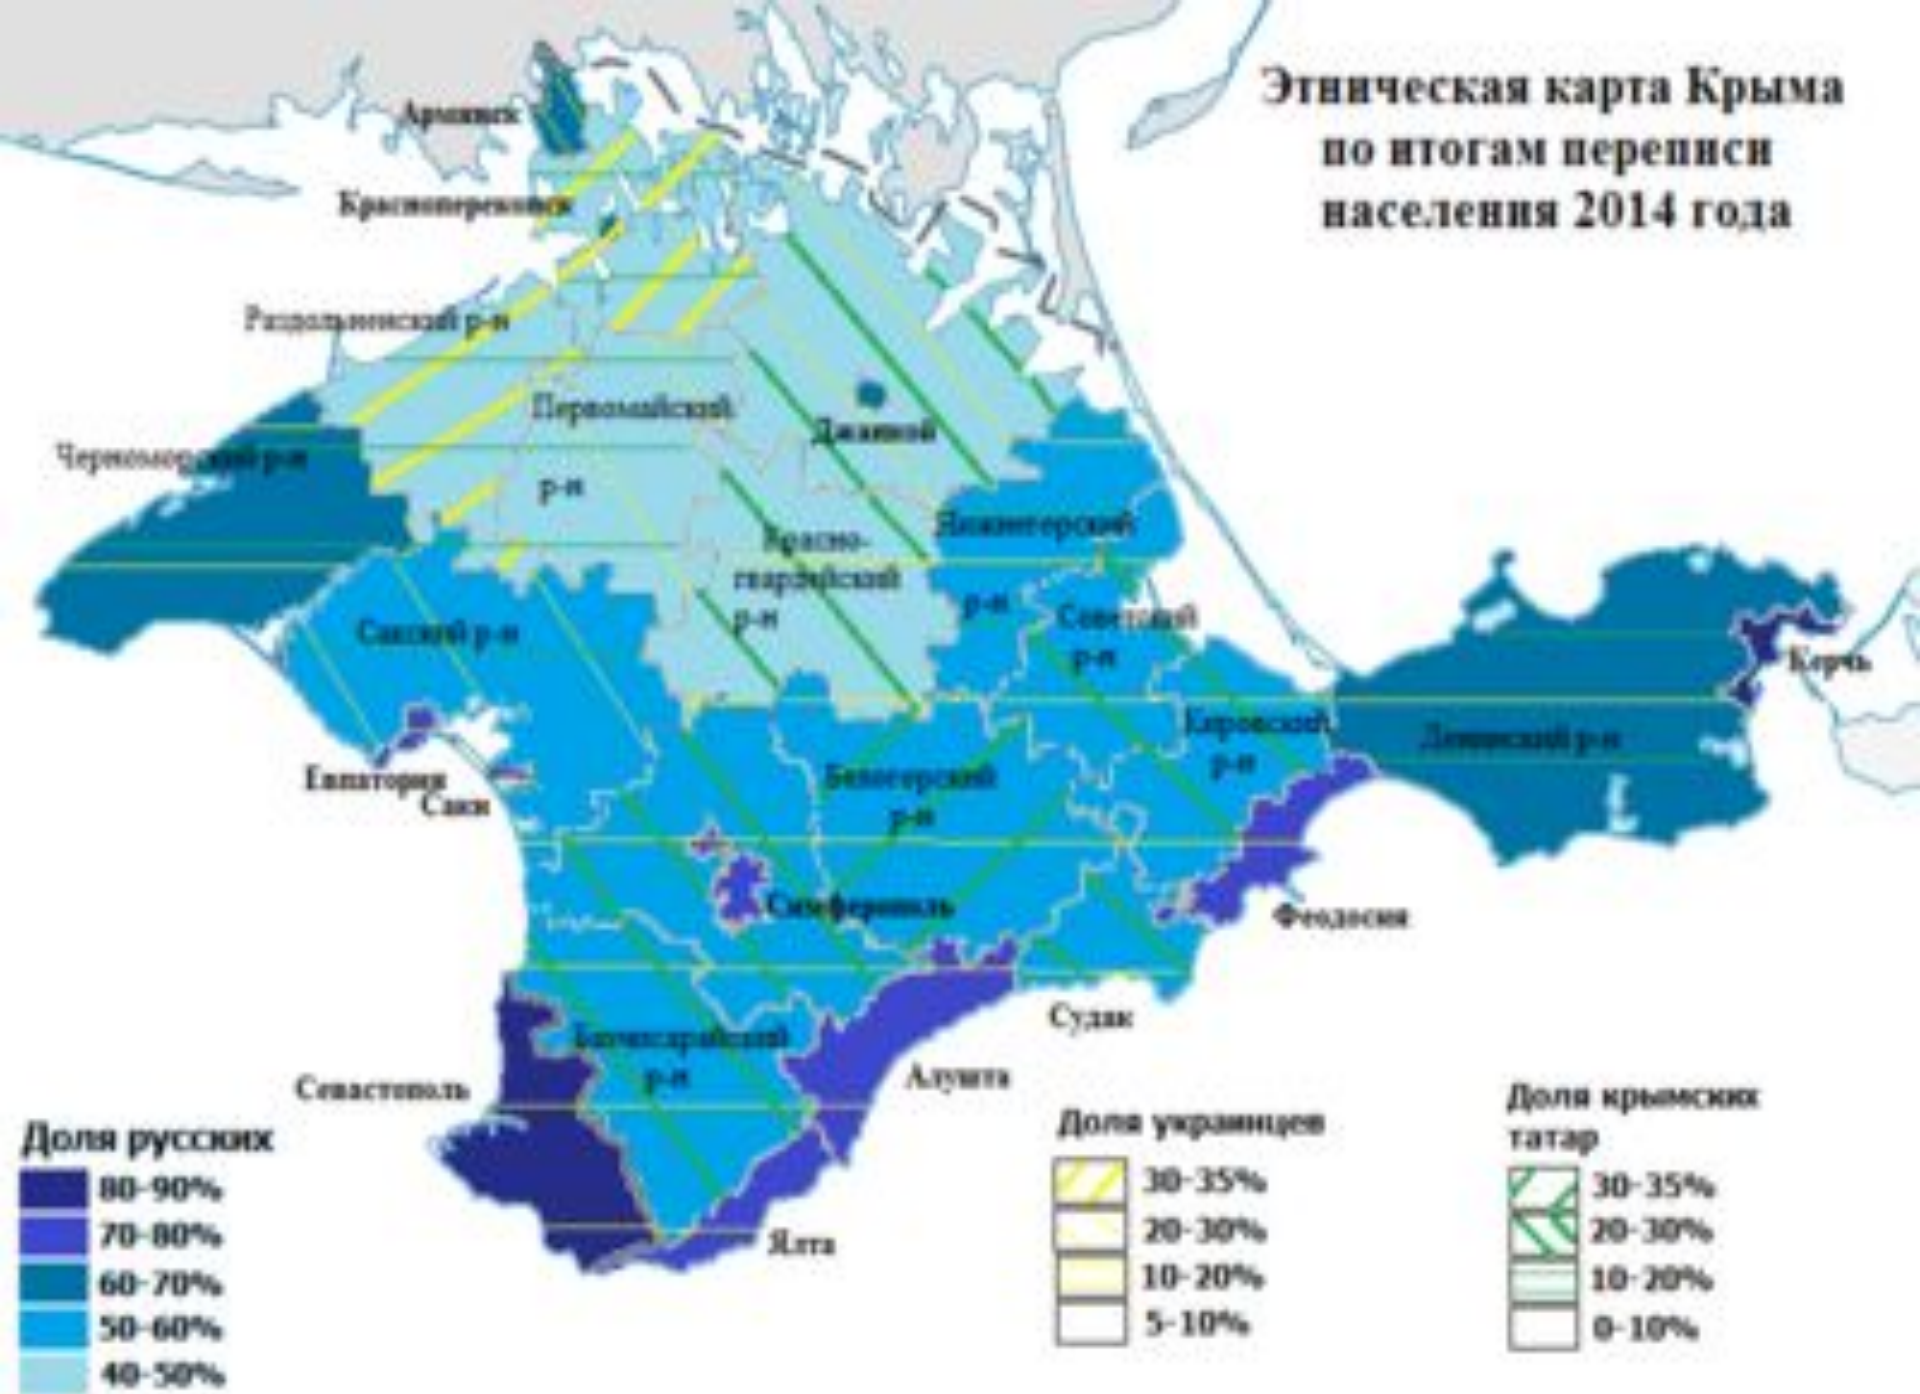 Этническая карта Крыма
по итогам переписи
населения 2014 года
Армянск
Красноперекопск
Раздольненский р-н
Первомайский
р-н
Джанкой
Черноморский р-н
Красно-
гвардейский
р-н
Нижнегорский
р-н
Советский
р-н
Сакский р-н
Керчь
Кировский
р-н
Ленинский р-н
Евпатория
Саки
Белогорский
р-н
Симферополь
Феодосия
Судак
Бахчисарайский
р-н
Алушта
Севастополь
Ялта
Доля русских
80-90%
70-80%
60-70%
50-60%
40-50%
Доля украинцев
30-35%
20-30%
10-20%
5-10%
Доля крымских
татар
30-35%
20-30%
10-20%
0-10%